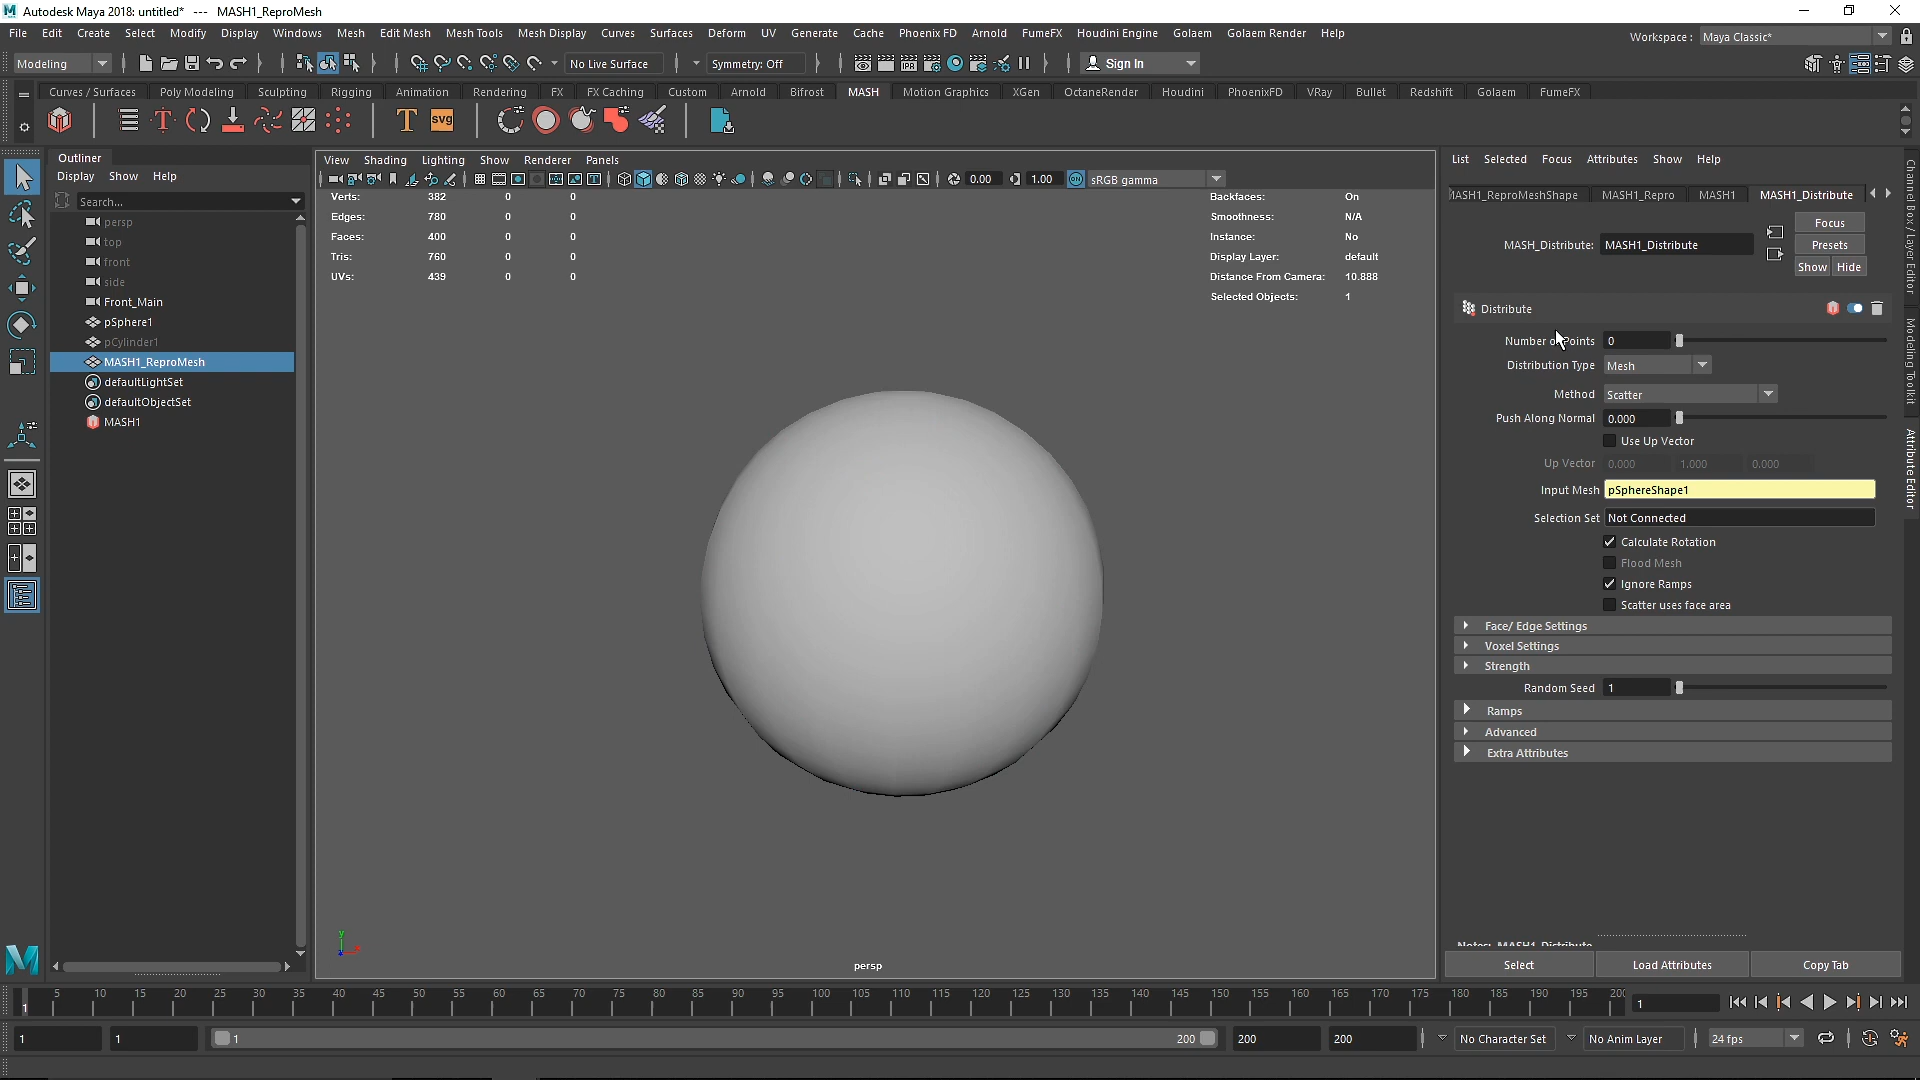 Autodesk Maya 2018: untitled* --- MASH1_ReproMesh
File Edit Create Select Modify Display Windows Mesh Edit Mesh Mesh Tools Mesh Display Curves Surfaces Deform UV Generate Cache Phoenix FD Arnold FumeFX Houdini Engine Golaem Golaem Render Help
Workspace : Maya Classic*
Modeling No Live Surface Symmetry: Off IPR Sign In
Curves / Surfaces Poly Modeling Sculpting Rigging Animation Rendering FX FX Caching Custom Arnold Bifrost MASH Motion Graphics XGen OctaneRender Houdini PhoenixFD VRay Bullet Redshift Golaem FumeFX
T svg
Outliner
Display Show Help
Search...
persp
top
front
side
Front_Main
pSphere1
pCylinder1
MASH1_ReproMesh
defaultLightSet
defaultObjectSet
MASH1
View Shading Lighting Show Renderer Panels
0.00 1.00 ON sRGB gamma
Verts: 382 0 0
Edges: 780 0 0
Faces: 400 0 0
Tris: 760 0 0
UVs: 439 0 0
Backfaces: On
Smoothness: N/A
Instance: No
Display Layer: default
Distance From Camera: 10.888
Selected Objects: 1
y
persp
List Selected Focus Attributes Show Help
MASH1_ReproMeshShape MASH1_Repro MASH1 MASH1_Distribute
MASH_Distribute: MASH1_Distribute
Focus
Presets
Show Hide
Distribute
Number of Points 0
Distribution Type Mesh
Method Scatter
Push Along Normal 0.000
Use Up Vector
Up Vector 0.000 1.000 0.000
Input Mesh pSphereShape1
Selection Set Not Connected
Calculate Rotation
Flood Mesh
Ignore Ramps
Scatter uses face area
Face/ Edge Settings
Voxel Settings
Strength
Random Seed 1
Ramps
Advanced
Extra Attributes
Notes: MASH1_Distribute
Select Load Attributes Copy Tab
Channel Box / Layer Editor
Modeling Toolkit
Attribute Editor
1 5 10 15 20 25 30 35 40 45 50 55 60 65 70 75 80 85 90 95 100 105 110 115 120 125 130 135 140 145 150 155 160 165 170 175 180 185 190 195 200 1
1 1 1 200 200 200 No Character Set No Anim Layer 24 fps